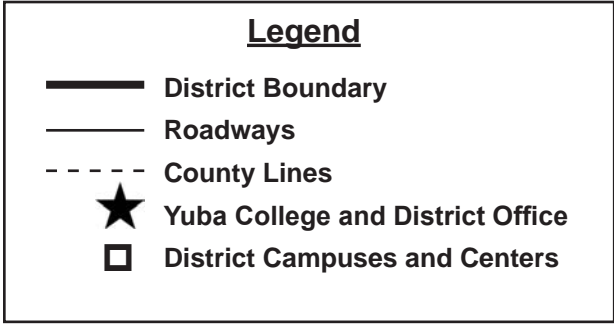 Legend
District Boundary
Roadways
County Lines
Yuba College and District Office
District Campuses and Centers